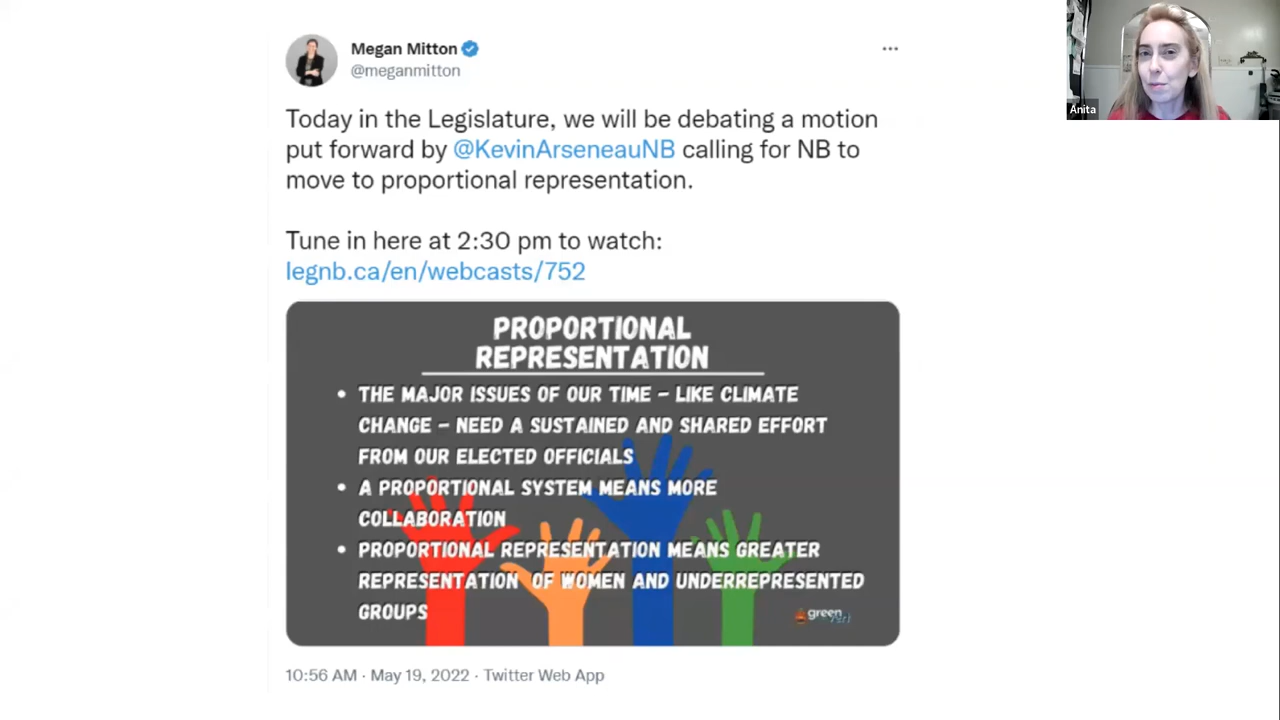 Megan Mitton
@meganmitton
Today in the Legislature, we will be debating a motion
put forward by @KevinArseneauNB calling for NB to
move to proportional representation.
Tune in here at 2:30 pm to watch:
legnb.ca/en/webcasts/752
PROPORTIONAL
REPRESENTATION
• THE MAJOR ISSUES OF OUR TIME – LIKE CLIMATE
CHANGE – NEED A SUSTAINED AND SHARED EFFORT
FROM OUR ELECTED OFFICIALS
• A PROPORTIONAL SYSTEM MEANS MORE
COLLABORATION
• PROPORTIONAL REPRESENTATION MEANS GREATER
REPRESENTATION OF WOMEN AND UNDERREPRESENTED
GROUPS
green
10:56 AM · May 19, 2022 · Twitter Web App
Anita